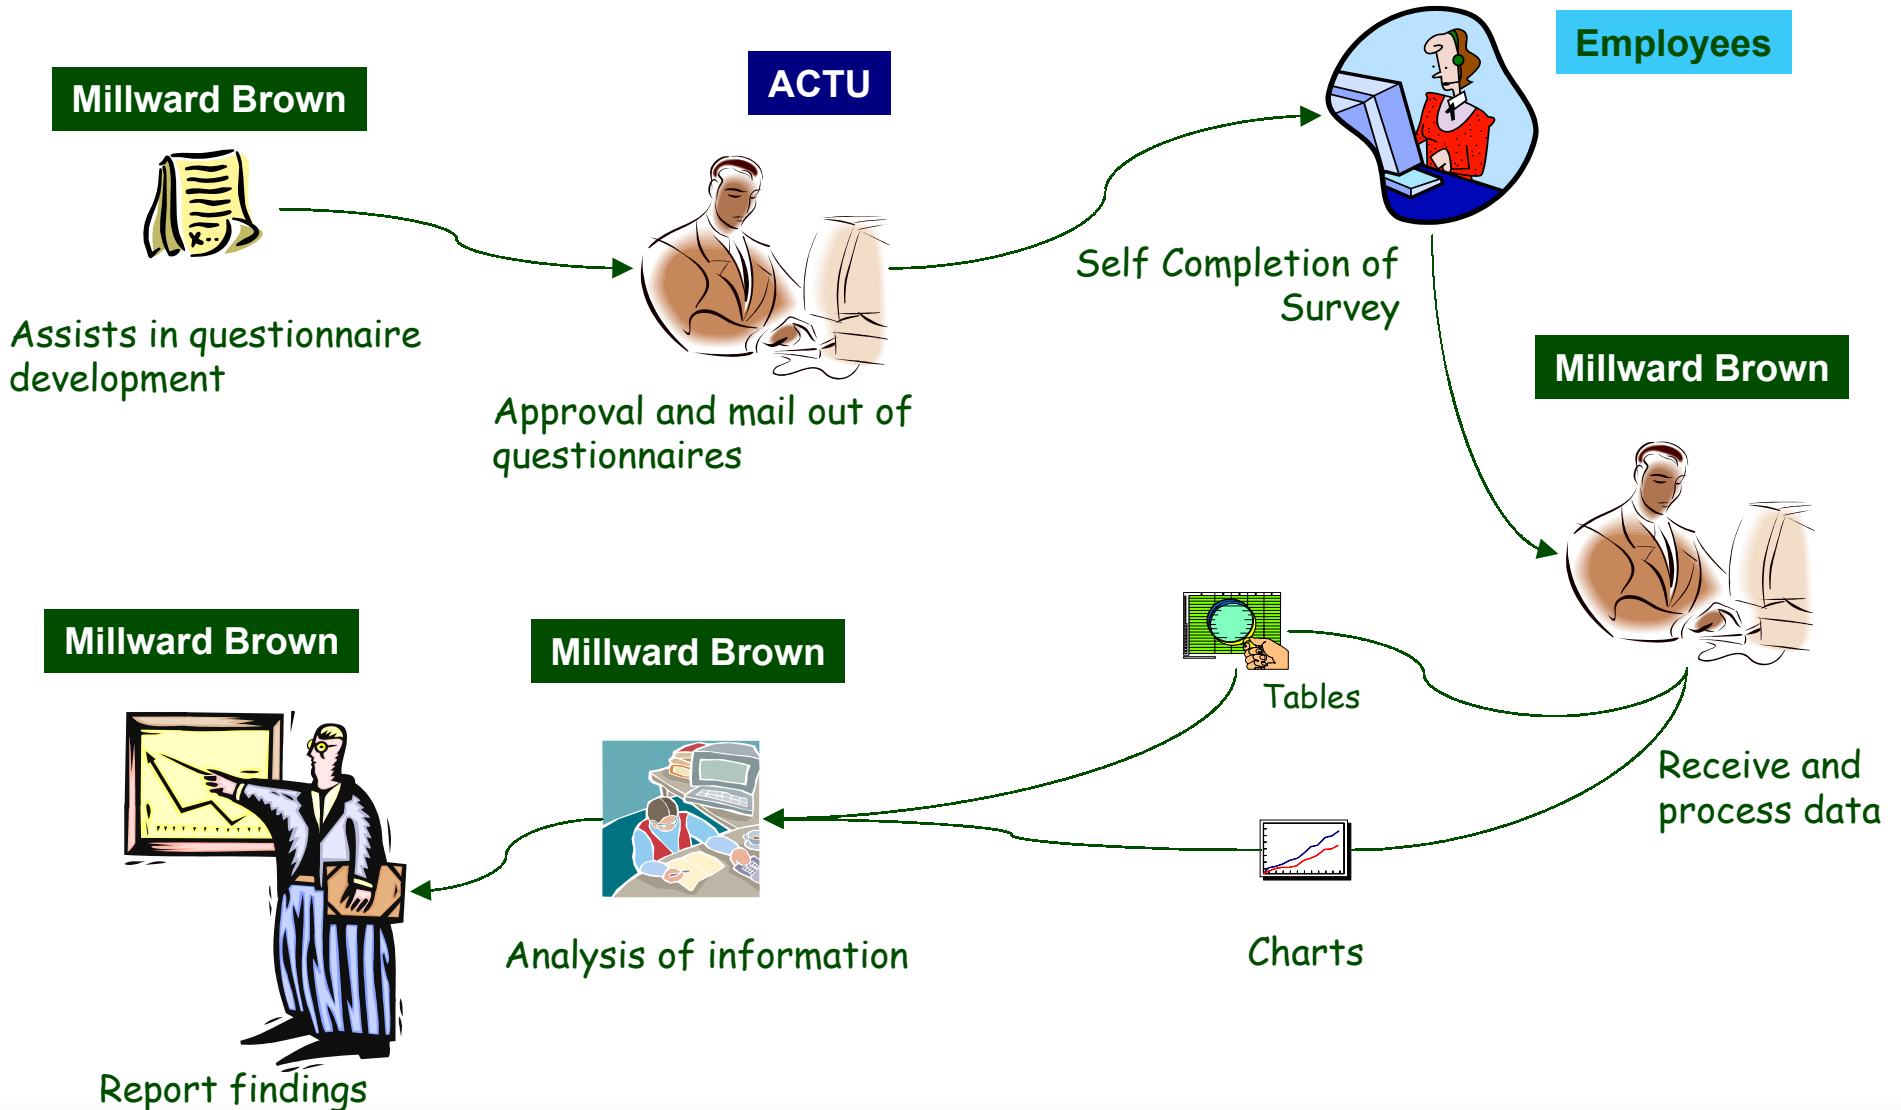 Millward Brown
Assists in questionnaire
development
ACTU
Approval and mail out of
questionnaires
Employees
Self Completion of
Survey
Millward Brown
Receive and
process data
Tables
Charts
Millward Brown
Analysis of information
Millward Brown
Report findings